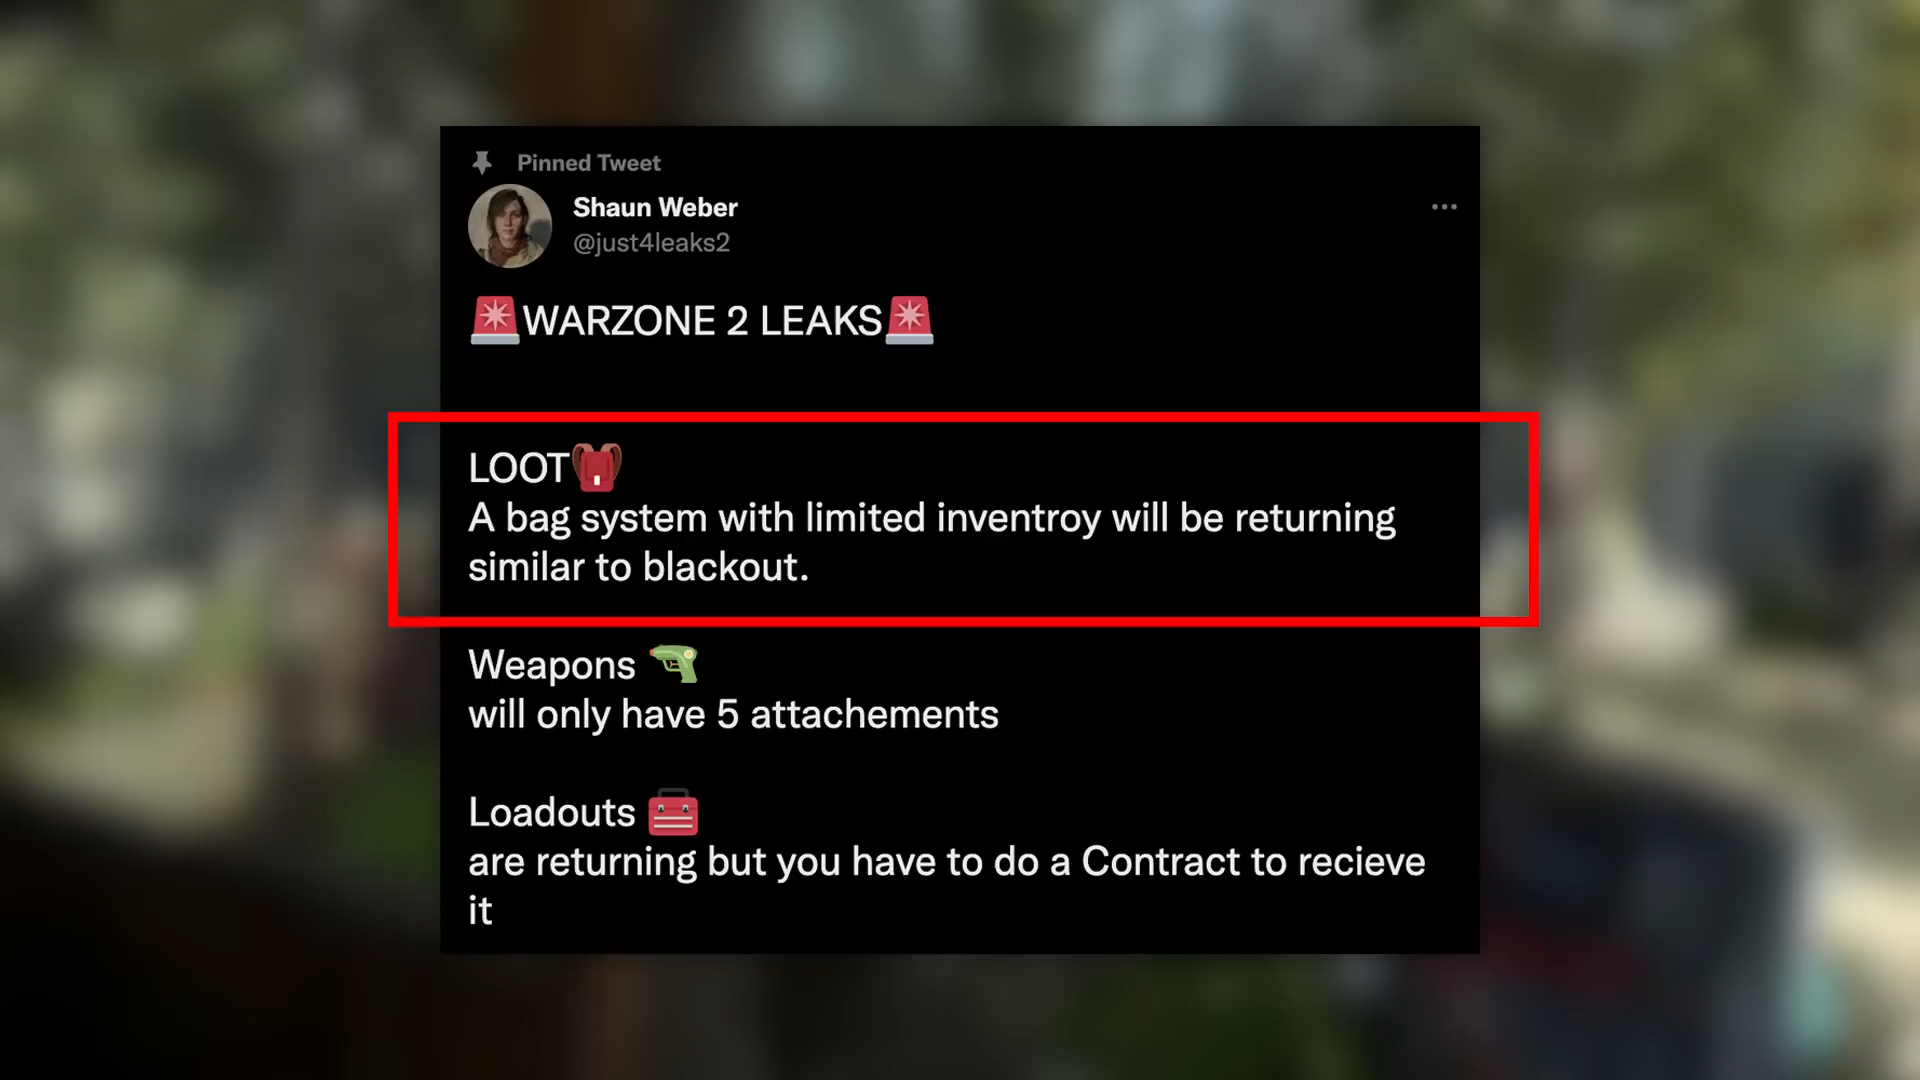 Pinned Tweet
Shaun Weber
@just4leaks2
🚨WARZONE 2 LEAKS🚨
LOOT🎒
A bag system with limited inventroy will be returning
similar to blackout.
Weapons 🔫
will only have 5 attachements
Loadouts 🧰
are returning but you have to do a Contract to recieve
it